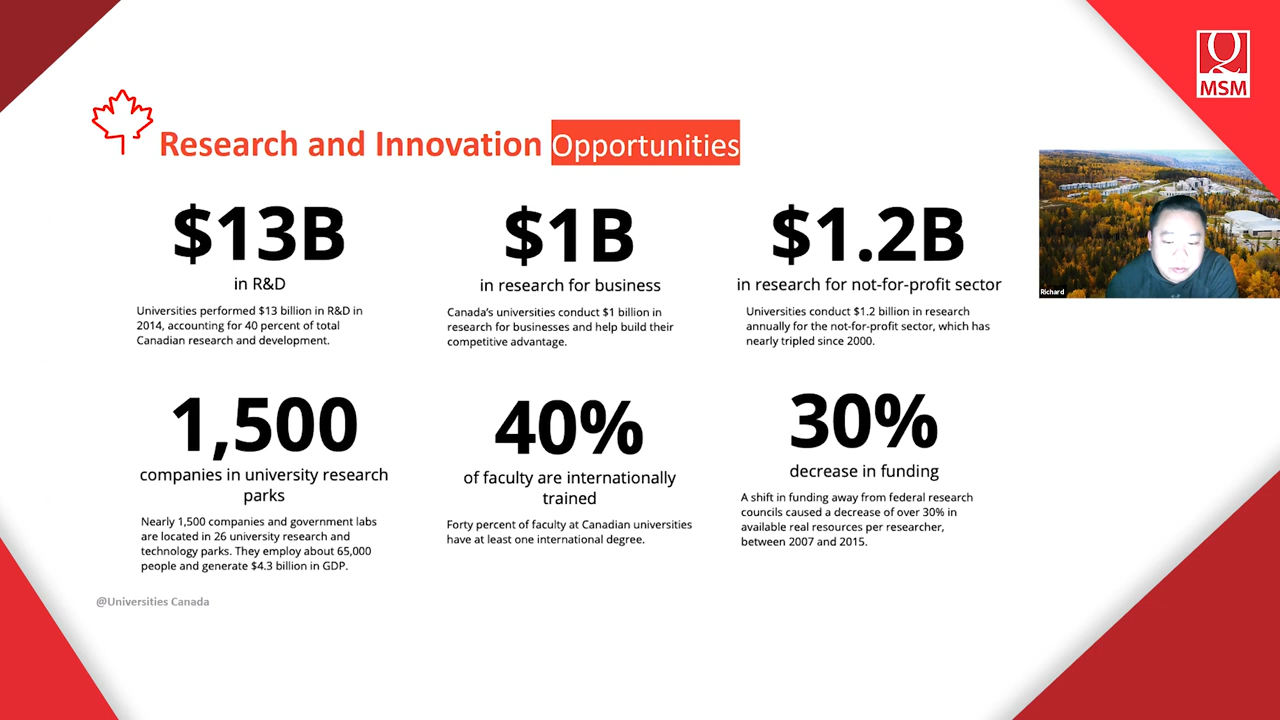 Q
MSM
Research and Innovation Opportunities
$13B
in R&D
Universities performed $13 billion in R&D in
2014, accounting for 40 percent of total
Canadian research and development.
$1B
in research for business
Canada's universities conduct $1 billion in
research for businesses and help build their
competitive advantage.
$1.2B
in research for not-for-profit sector
Universities conduct $1.2 billion in research
annually for the not-for-profit sector, which has
nearly tripled since 2000.
Richard
1,500
companies in university research
parks
Nearly 1,500 companies and government labs
are located in 26 university research and
technology parks. They employ about 65,000
people and generate $4.3 billion in GDP.
40%
of faculty are internationally
trained
Forty percent of faculty at Canadian universities
have at least one international degree.
30%
decrease in funding
A shift in funding away from federal research
councils caused a decrease of over 30% in
available real resources per researcher,
between 2007 and 2015.
@Universities Canada